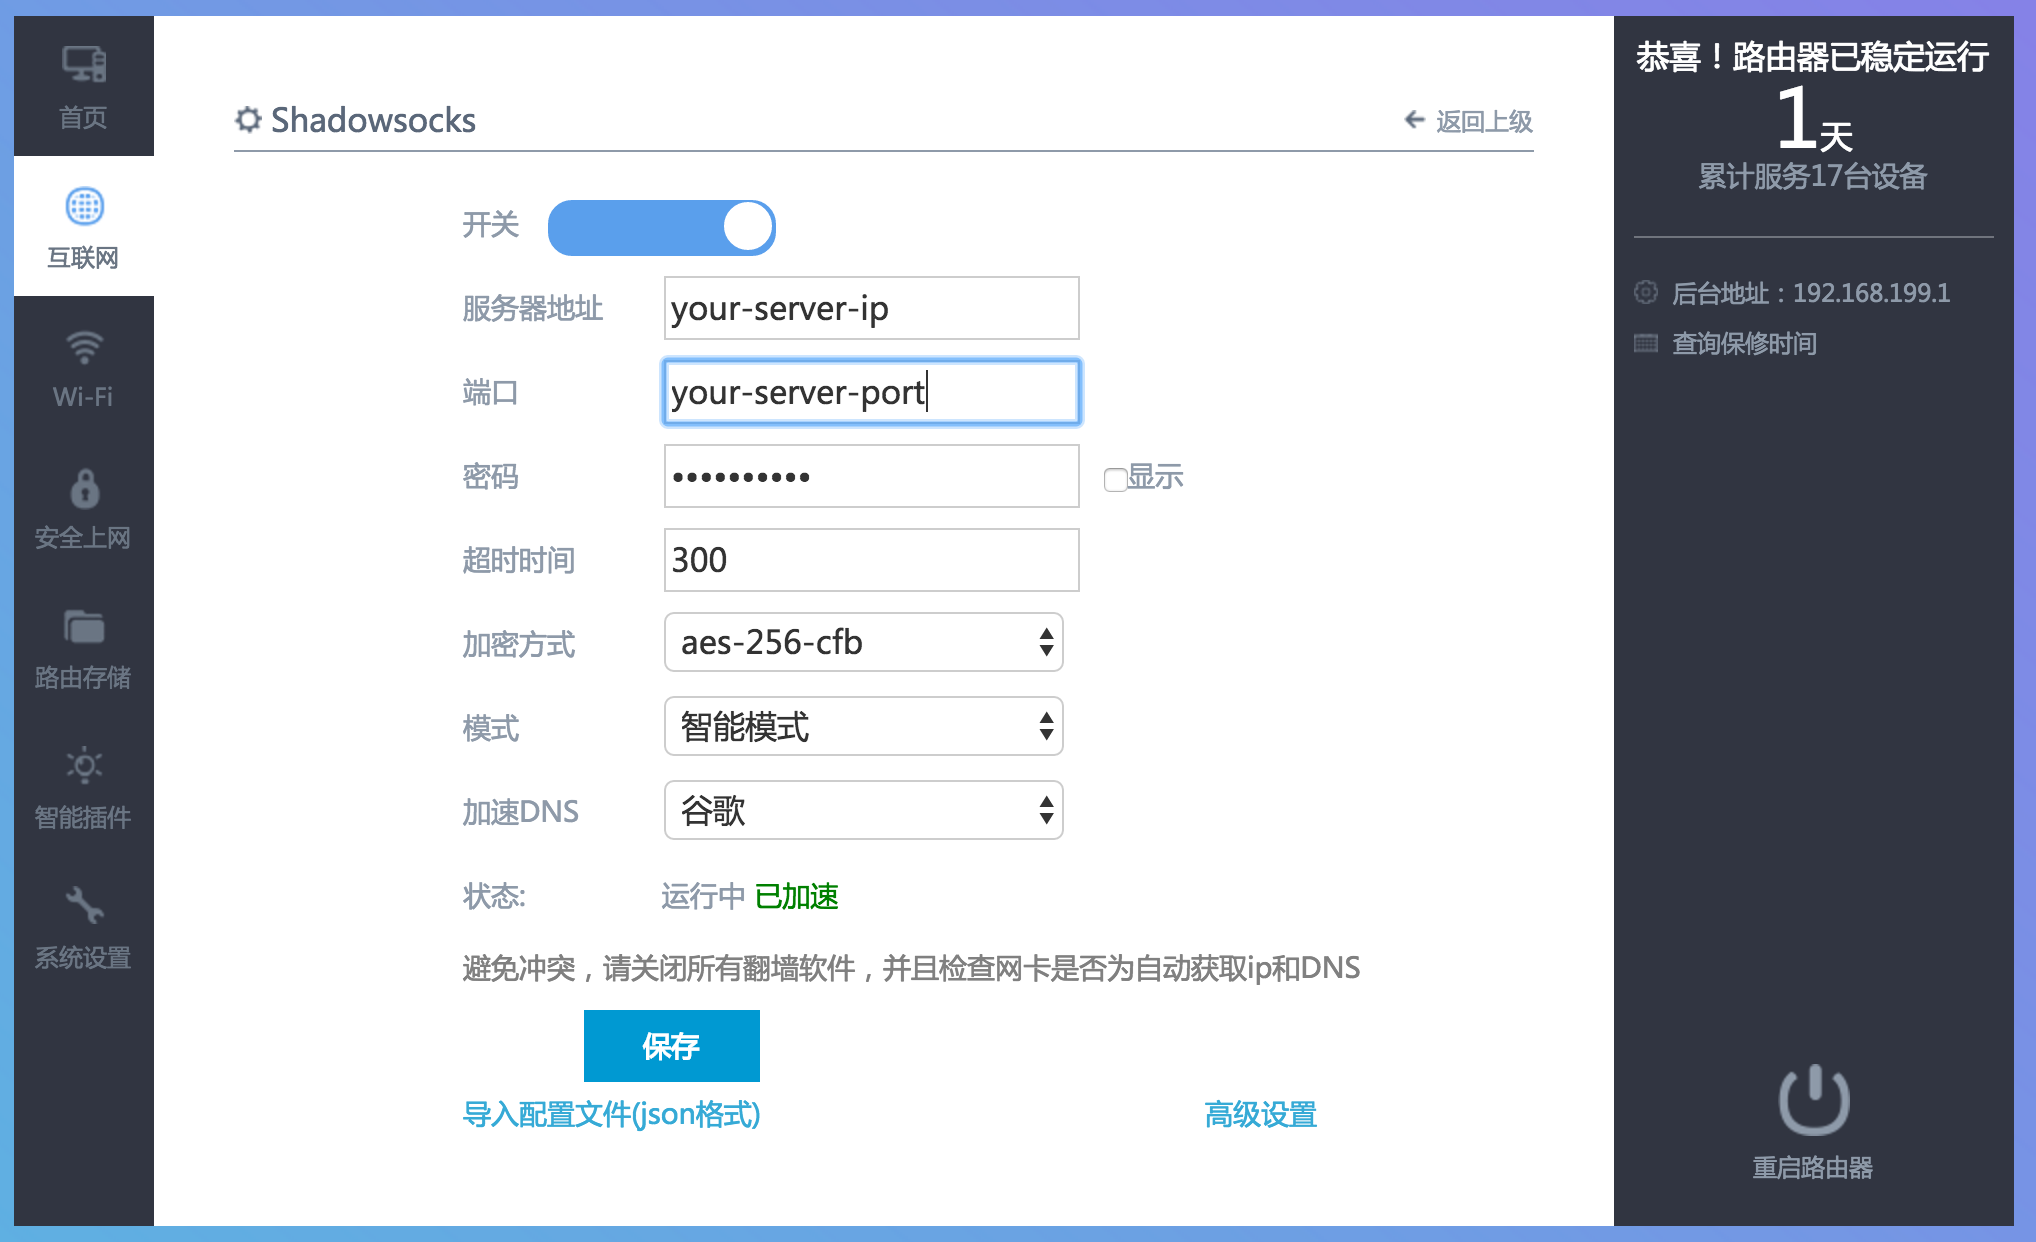 首页
互联网
Wi-Fi
安全上网
路由存储
智能插件
系统设置
Shadowsocks
返回上级
开关
服务器地址 your-server-ip
端口 your-server-port
密码 •••••••••• 显示
超时时间 300
加密方式 aes-256-cfb
模式 智能模式
加速DNS 谷歌
状态: 运行中 已加速
避免冲突，请关闭所有翻墙软件，并且检查网卡是否为自动获取ip和DNS
保存
导入配置文件(json格式) 高级设置
恭喜！路由器已稳定运行
1天
累计服务17台设备
后台地址：192.168.199.1
查询保修时间
重启路由器